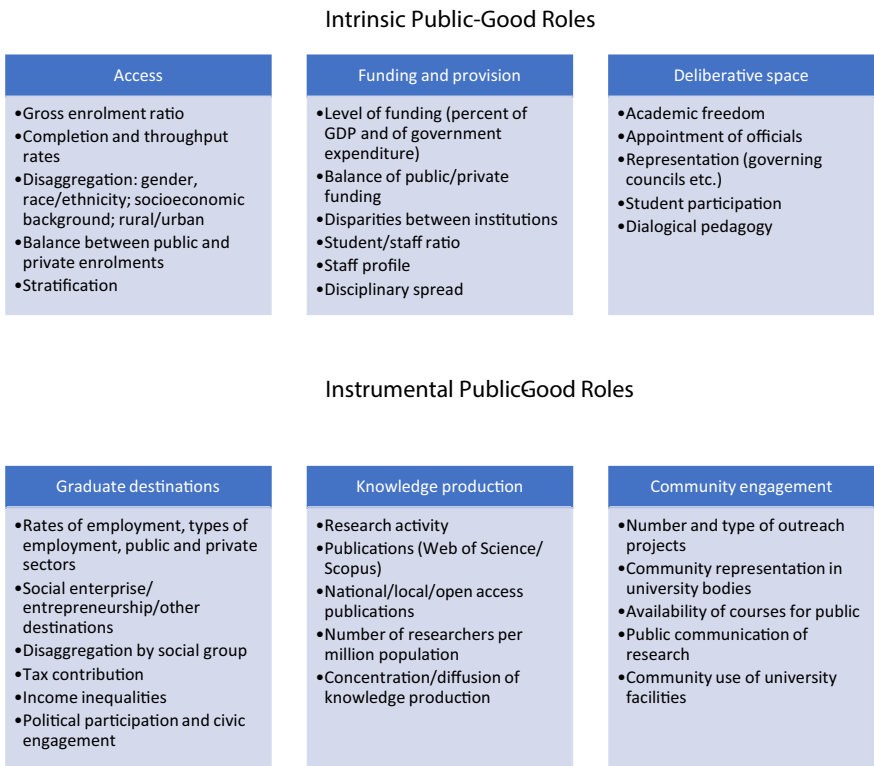 Intrinsic Public-Good Roles
Access
•Gross enrolment ratio
•Completion and throughput
rates
•Disaggregation: gender,
race/ethnicity; socioeconomic
background; rural/urban
•Balance between public and
private enrolments
•Stratification
Funding and provision
•Level of funding (percent of
GDP and of government
expenditure)
•Balance of public/private
funding
•Disparities between institutions
•Student/staff ratio
•Staff profile
•Disciplinary spread
Deliberative space
•Academic freedom
•Appointment of officials
•Representation (governing
councils etc.)
•Student participation
•Dialogical pedagogy
Instrumental Public-Good Roles
Graduate destinations
•Rates of employment, types of
employment, public and private
sectors
•Social enterprise/
entrepreneurship/other
destinations
•Disaggregation by social group
•Tax contribution
•Income inequalities
•Political participation and civic
engagement
Knowledge production
•Research activity
•Publications (Web of Science/
Scopus)
•National/local/open access
publications
•Number of researchers per
million population
•Concentration/diffusion of
knowledge production
Community engagement
•Number and type of outreach
projects
•Community representation in
university bodies
•Availability of courses for public
•Public communication of
research
•Community use of university
facilities